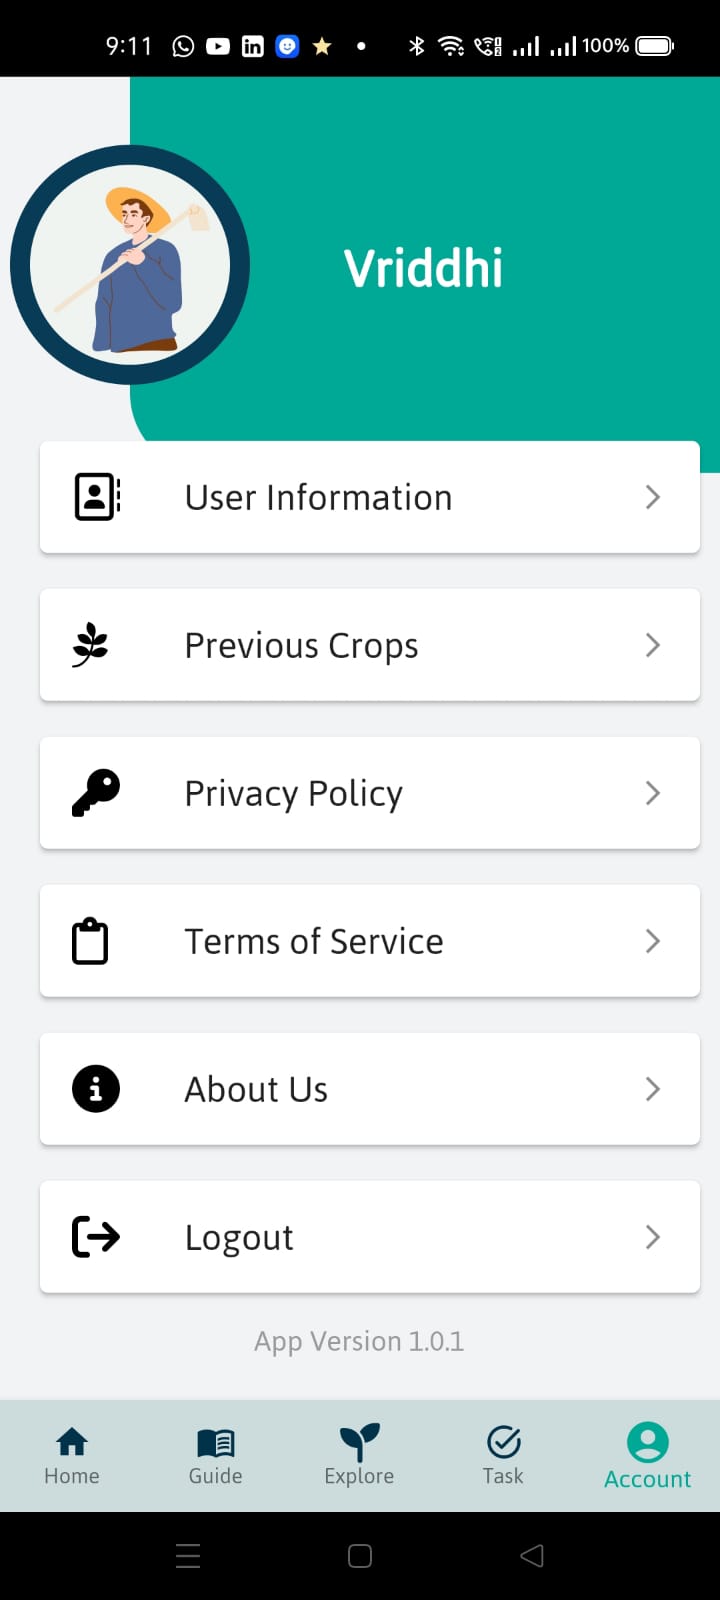 9:11 100%
Vriddhi
User Information
Previous Crops
Privacy Policy
Terms of Service
About Us
Logout
App Version 1.0.1
Home Guide Explore Task Account